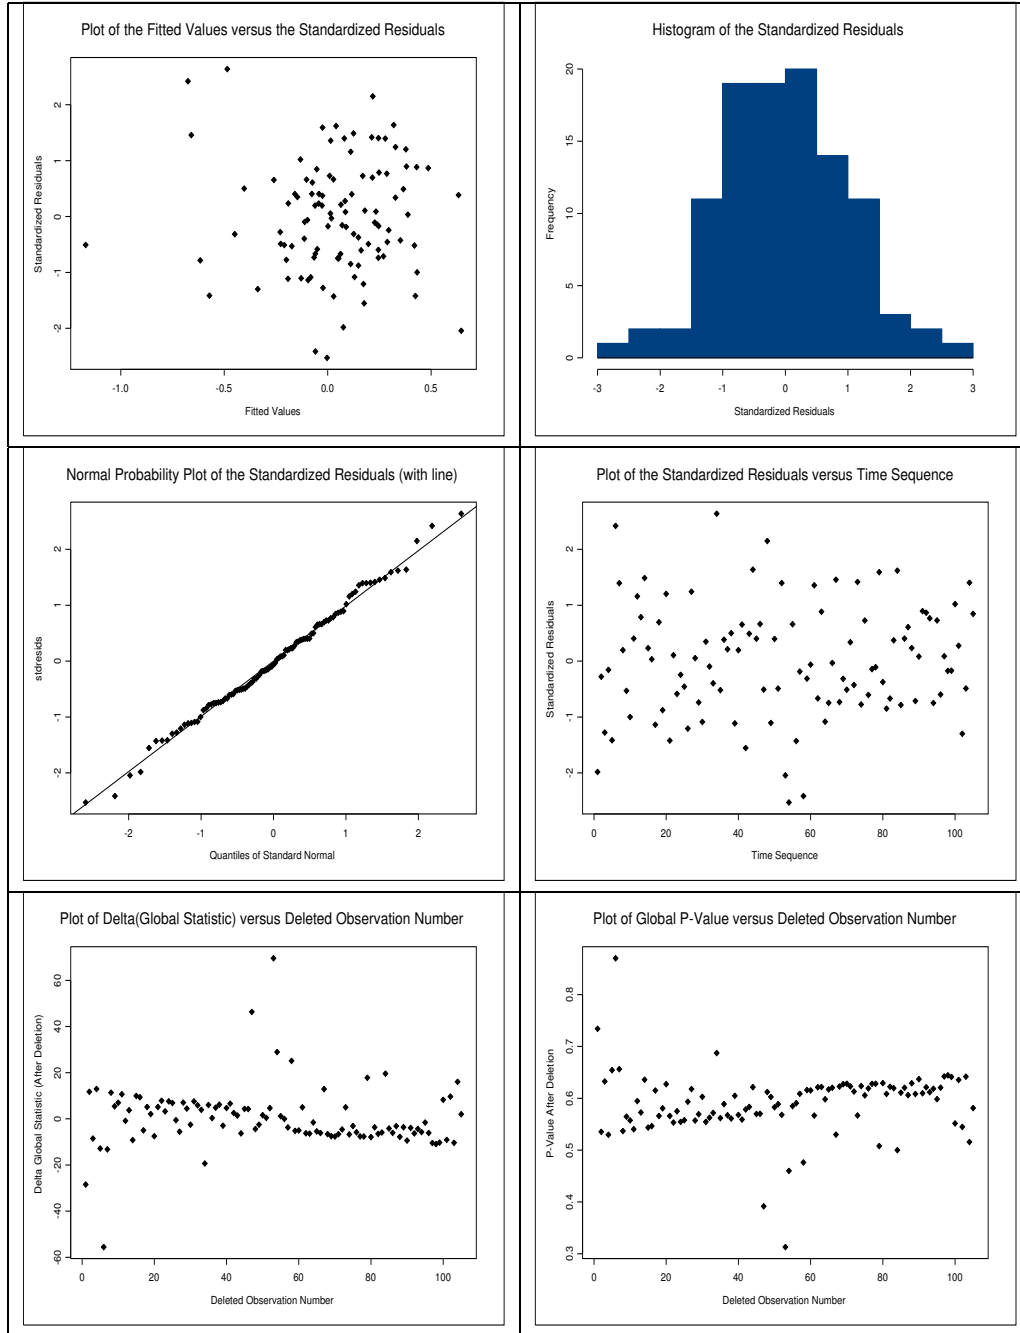 Plot of the Fitted Values versus the Standardized Residuals
Standardized Residuals
2
1
0
-1
-2
-1.0 -0.5 0.0 0.5
Fitted Values
Histogram of the Standardized Residuals
Frequency
20
15
10
5
0
-3 -2 -1 0 1 2 3
Standardized Residuals
Normal Probability Plot of the Standardized Residuals (with line)
stdresids
2
1
0
-1
-2
-2 -1 0 1 2
Quantiles of Standard Normal
Plot of the Standardized Residuals versus Time Sequence
Standardized Residuals
2
1
0
-1
-2
0 20 40 60 80 100
Time Sequence
Plot of Delta(Global Statistic) versus Deleted Observation Number
Delta Global Statistic (After Deletion)
60
40
20
0
-20
-40
-60
0 20 40 60 80 100
Deleted Observation Number
Plot of Global P-Value versus Deleted Observation Number
P-Value After Deletion
0.8
0.7
0.6
0.5
0.4
0.3
0 20 40 60 80 100
Deleted Observation Number